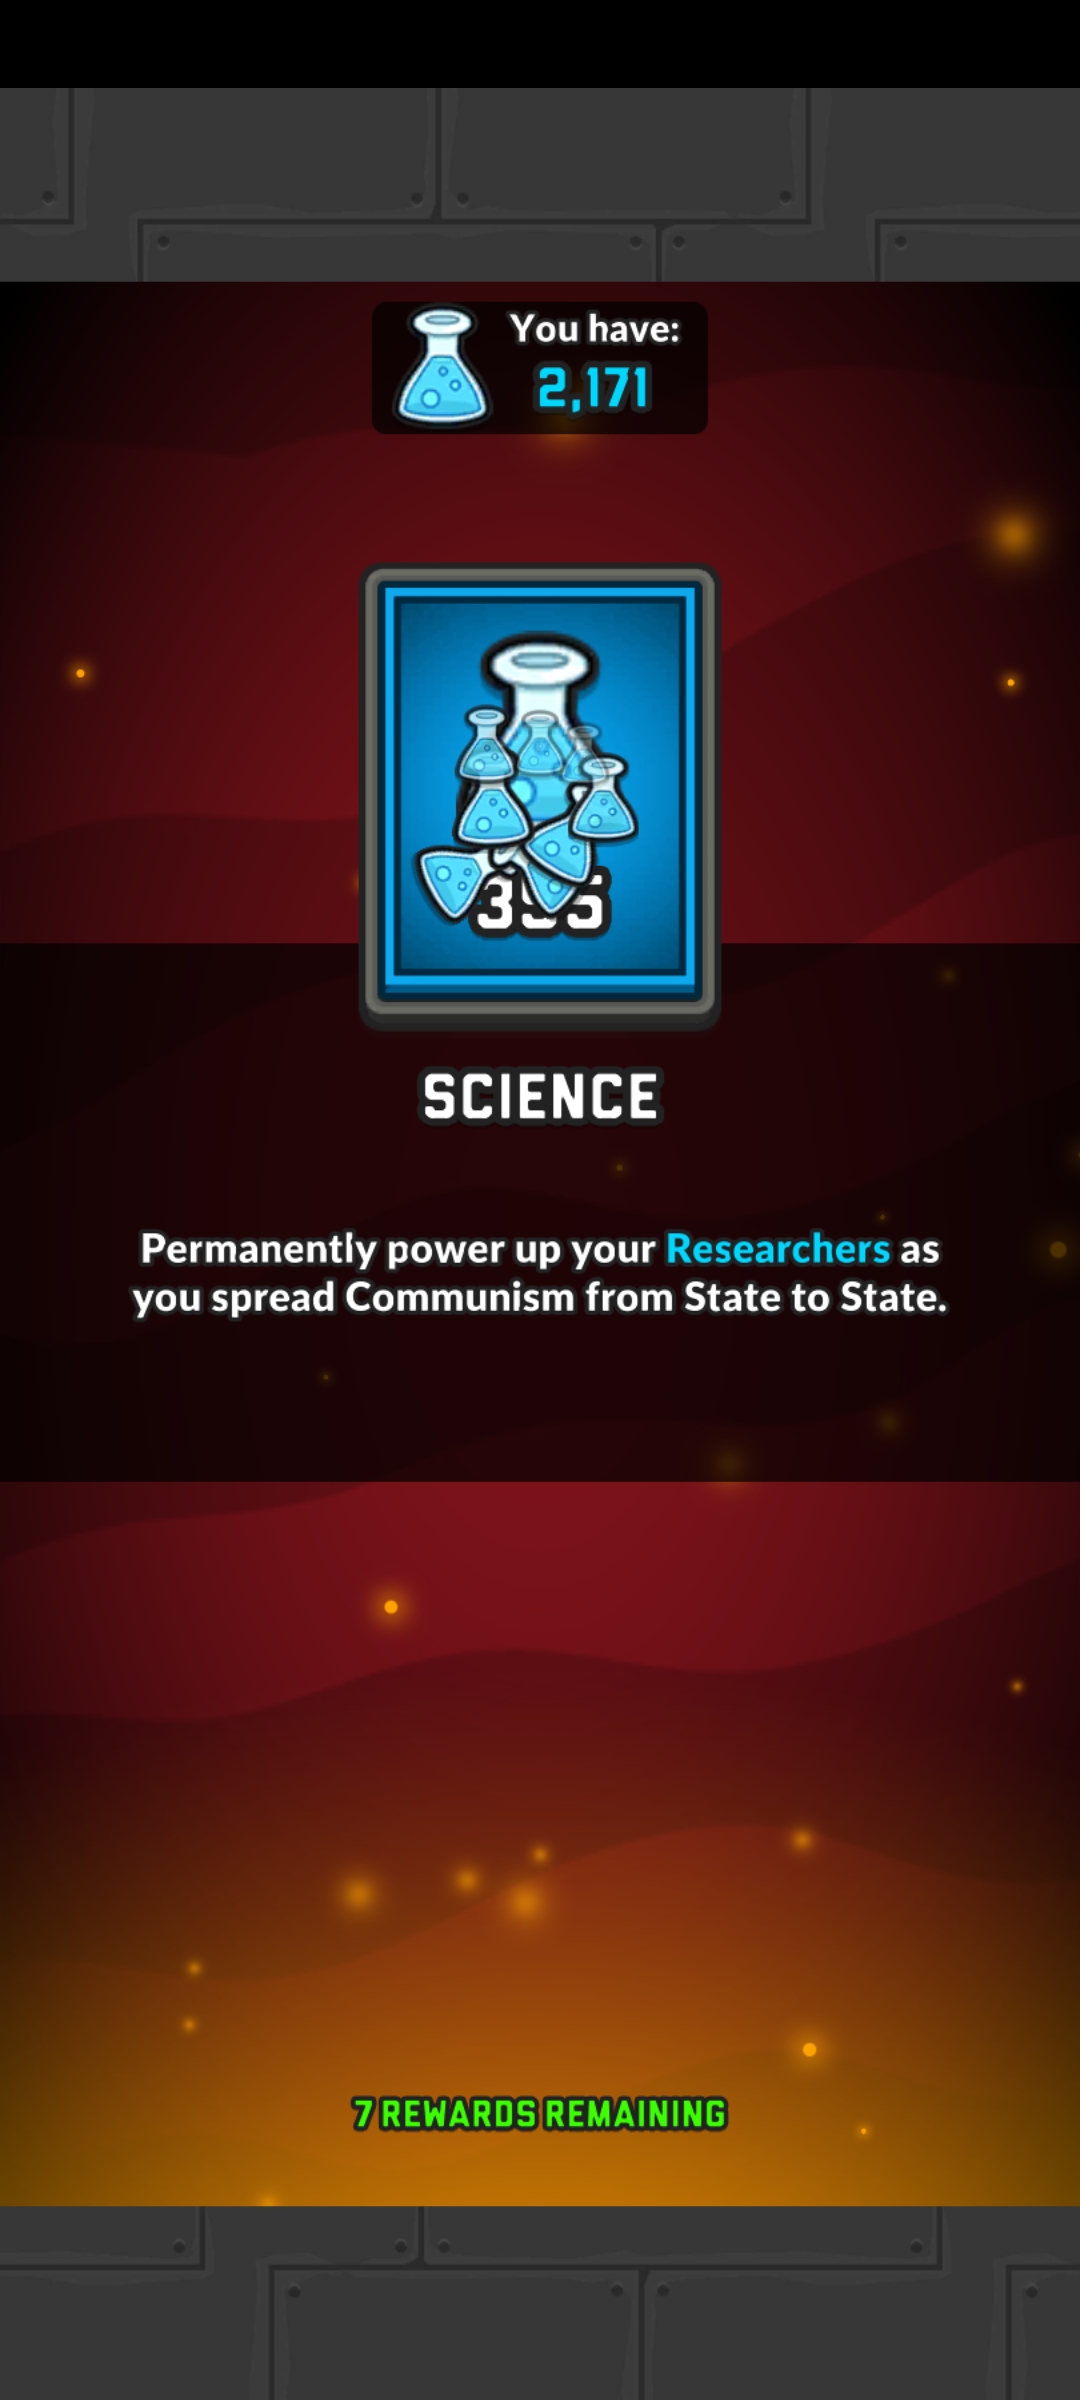 You have:
2,171
SCIENCE
Permanently power up your Researchers as
you spread Communism from State to State.
7 REWARDS REMAINING